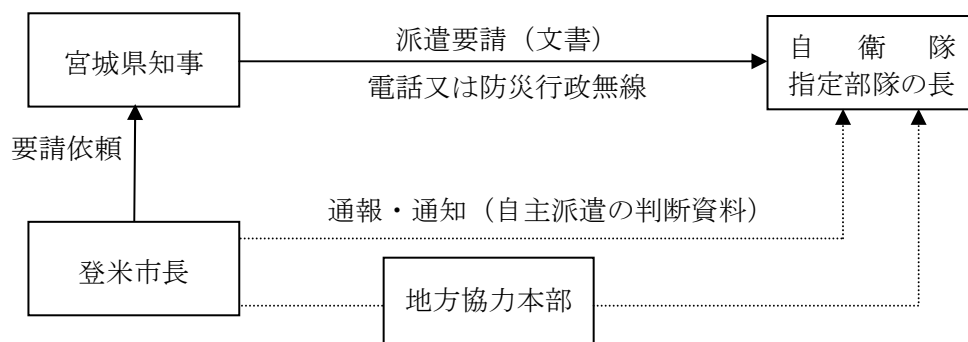 宮城県知事
派遣要請（文書）
電話又は防災行政無線
自衛隊
指定部隊の長
要請依頼
通報・通知（自主派遣の判断資料）
登米市長
地方協力本部